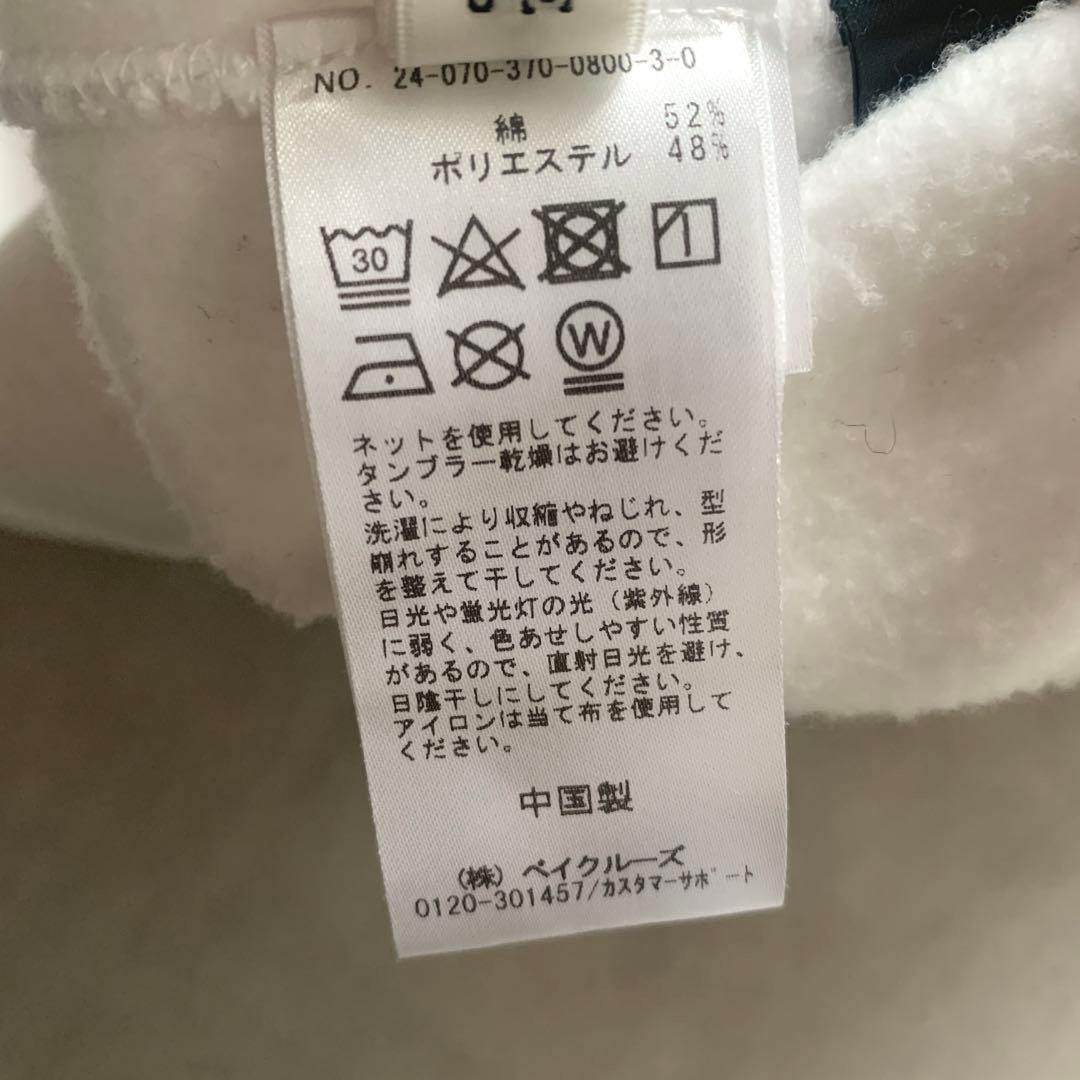 NO. 24-070-370-0800-3-0
綿 52%
ポリエステル 48%
30
W
ネットを使用してください。
タンブラー乾燥はお避けくだ
さい。
洗濯により収縮やねじれ、型
崩れすることがあるので、形
を整えて干してください。
日光や蛍光灯の光（紫外線）
に弱く、色あせしやすい性質
があるので、直射日光を避け、
日陰干しにしてください。
アイロンは当て布を使用して
ください。
中国製
（株）ベイクルーズ
0120-301457/カスタマーサポート